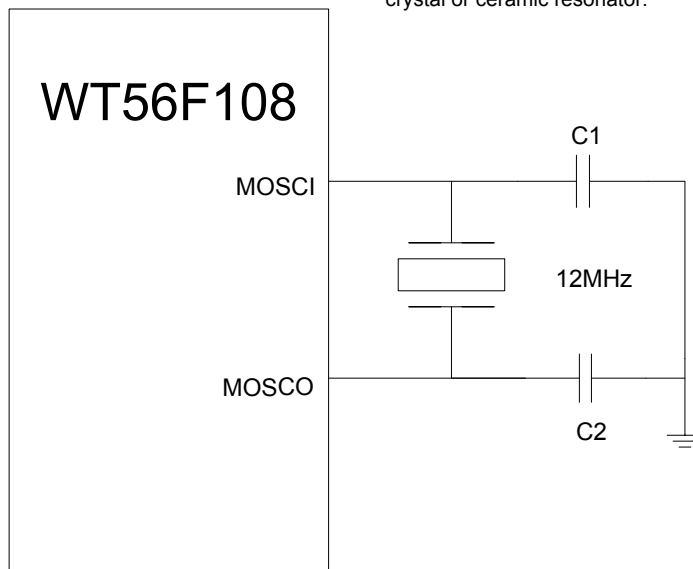 crystal or ceramic resonator.
WT56F108
C1
MOSCI
12MHz
MOSCO
C2